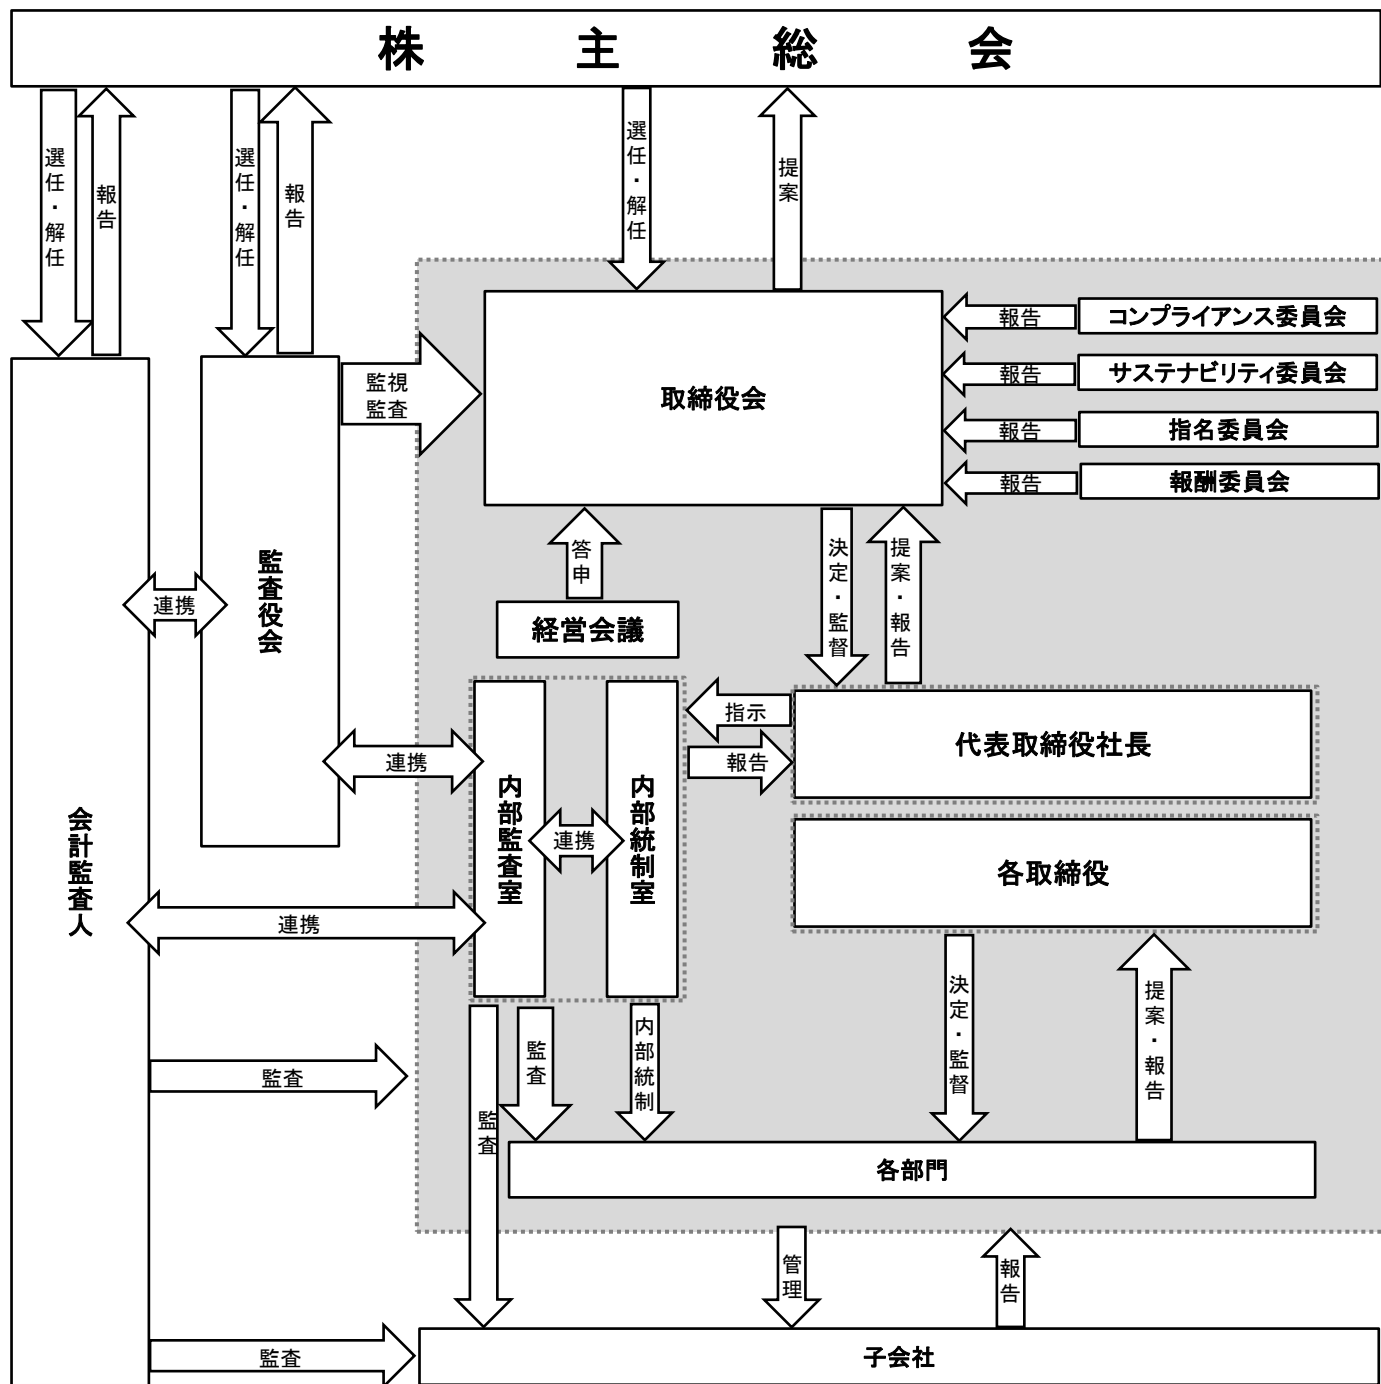 株主総会
選任・解任
報告
選任・解任
報告
選任・解任
提案
コンプライアンス委員会
報告
サステナビリティ委員会
報告
指名委員会
報告
報酬委員会
報告
取締役会
監視
監査
答申
経営会議
決定・監督
提案・報告
監査役会
連携
指示
報告
代表取締役社長
連携
内部監査室
連携
内部統制室
各取締役
会計監査人
連携
監査
監査
監査
内部統制
決定・監督
提案・報告
各部門
管理
報告
監査
子会社